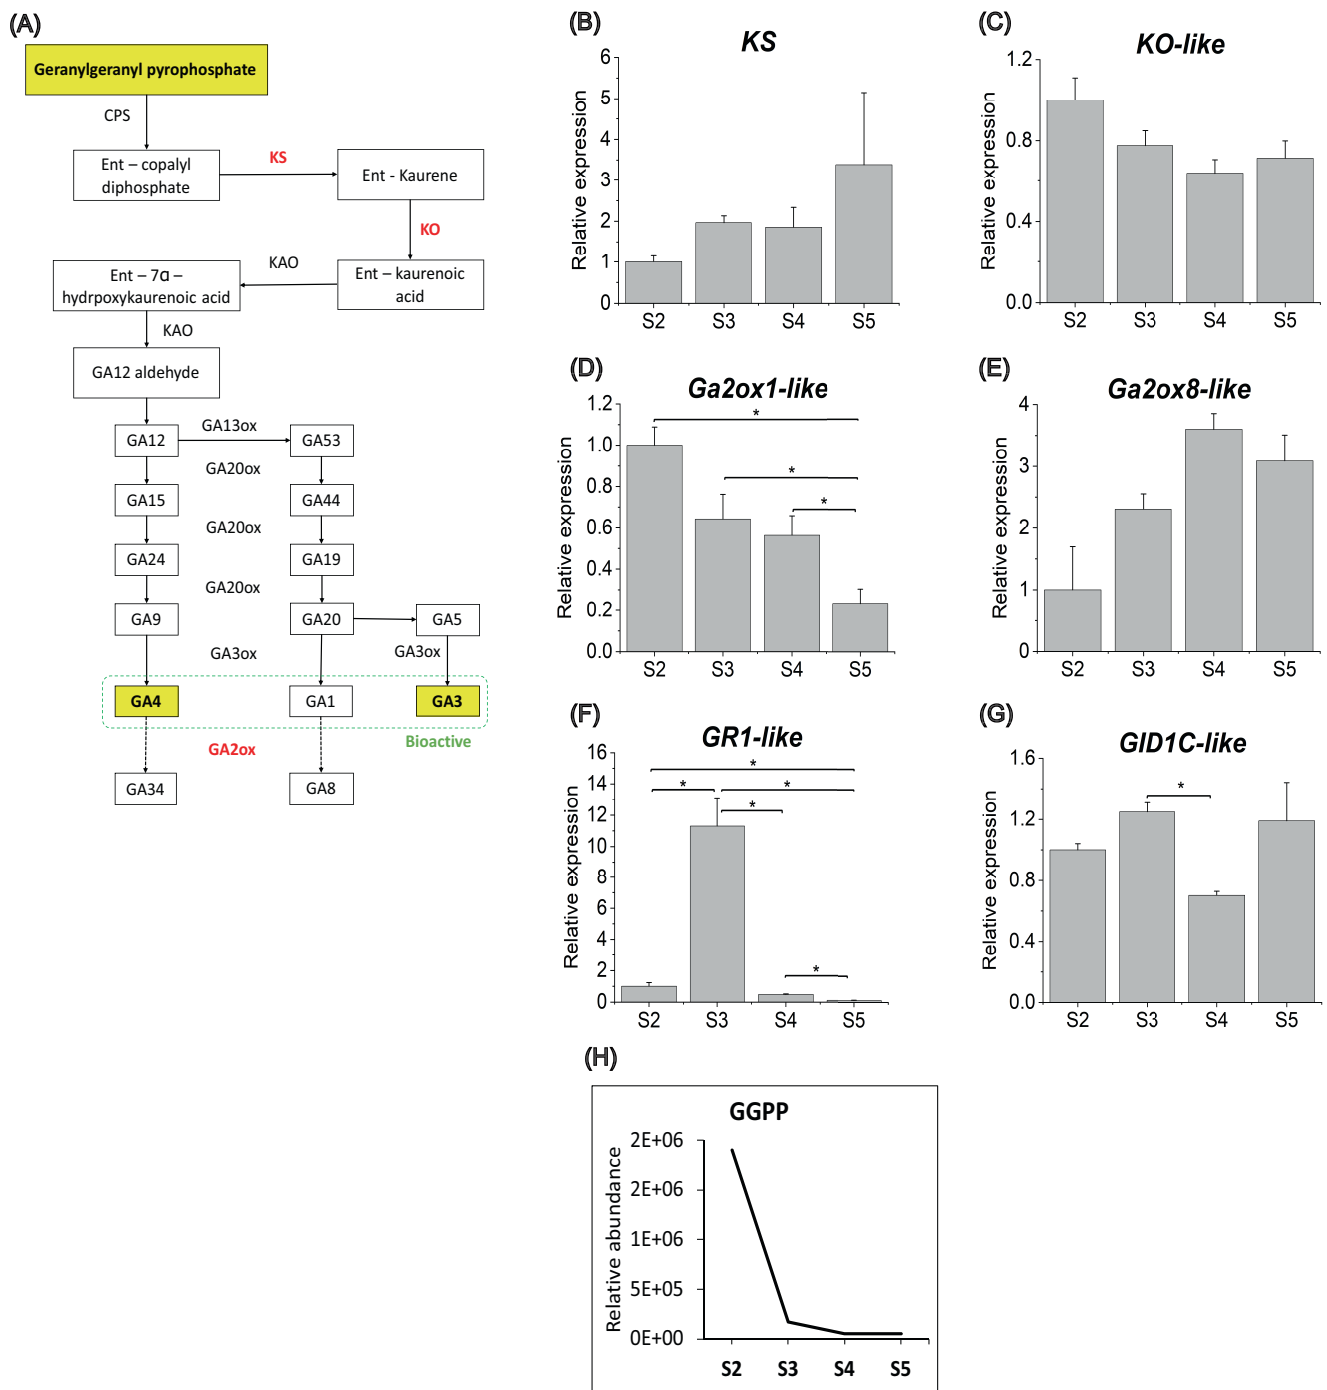 (A)
Geranylgeranyl pyrophosphate
CPS
Ent – copalyl
diphosphate
KS
Ent - Kaurene
KO
Ent – kaurenoic
acid
KAO
Ent – 7α –
hydrpoxykaurenoic acid
KAO
GA12 aldehyde
GA12
GA13ox
GA53
GA20ox
GA15
GA44
GA20ox
GA24
GA19
GA20ox
GA9
GA20
GA5
GA3ox
GA3ox
GA4
GA1
GA3
GA2ox
Bioactive
GA34
GA8
(B)
KS
Relative expression
6
5
4
3
2
1
0
S2 S3 S4 S5
(C)
KO-like
Relative expression
1.2
0.8
0.4
0.0
S2 S3 S4 S5
(D)
Ga2ox1-like
Relative expression
1.2
1.0
0.8
0.6
0.4
0.2
0.0
*
*
*
S2 S3 S4 S5
(E)
Ga2ox8-like
Relative expression
4
3
2
1
0
S2 S3 S4 S5
(F)
GR1-like
Relative expression
16
14
12
10
8
6
4
2
0
*
* *
*
*
S2 S3 S4 S5
(G)
GID1C-like
Relative expression
1.6
1.2
0.8
0.4
0.0
*
S2 S3 S4 S5
(H)
GGPP
Relative abundance
2E+06
2E+06
1E+06
5E+05
0E+00
S2 S3 S4 S5